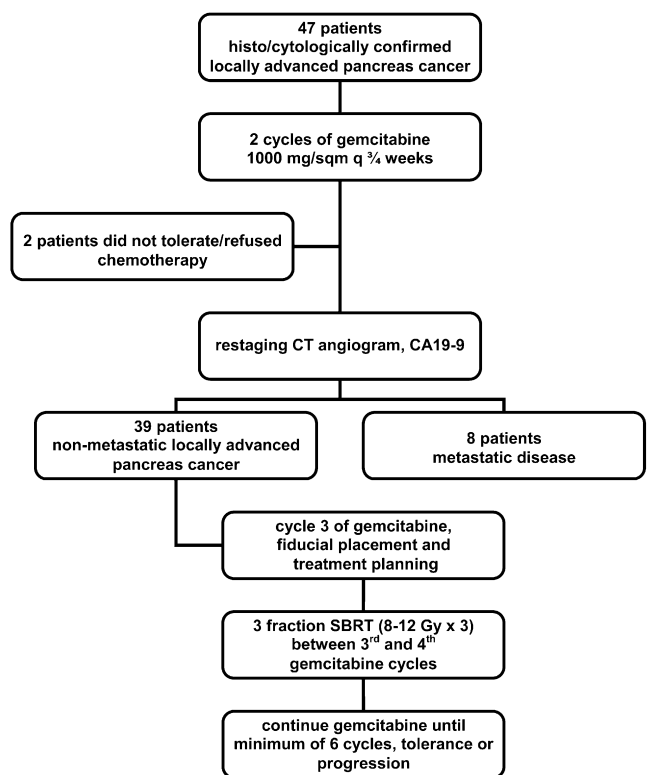 47 patients
histo/cytologically confirmed
locally advanced pancreas cancer
2 cycles of gemcitabine
1000 mg/sqm q ¾ weeks
2 patients did not tolerate/refused
chemotherapy
restaging CT angiogram, CA19-9
39 patients
non-metastatic locally advanced
pancreas cancer
8 patients
metastatic disease
cycle 3 of gemcitabine,
fiducial placement and
treatment planning
3 fraction SBRT (8-12 Gy x 3)
between 3rd and 4th
gemcitabine cycles
continue gemcitabine until
minimum of 6 cycles, tolerance or
progression